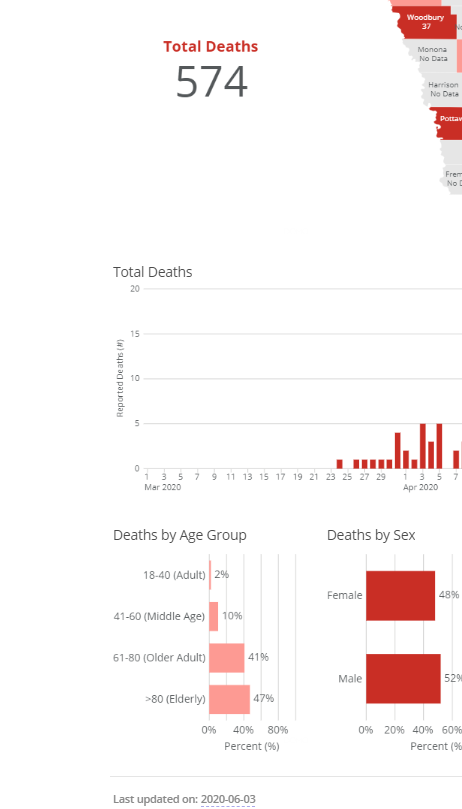 Woodbury
37
Total Deaths
574
Monona
No Data
Harrison
No Data
No D
Total Deaths
Reported Deaths (#)
20
15
10
5
0
1 3 5 7 9 11 13 15 17 19 21 23 25 27 29 1 3 5 7
Mar 2020 Apr 2020
Deaths by Age Group
18-40 (Adult) 2%
41-60 (Middle Age) 10%
61-80 (Older Adult) 41%
>80 (Elderly) 47%
0% 40% 80%
Percent (%)
Deaths by Sex
Female 48%
Male 52%
0% 20% 40% 60%
Percent (%
Last updated on: 2020-06-03